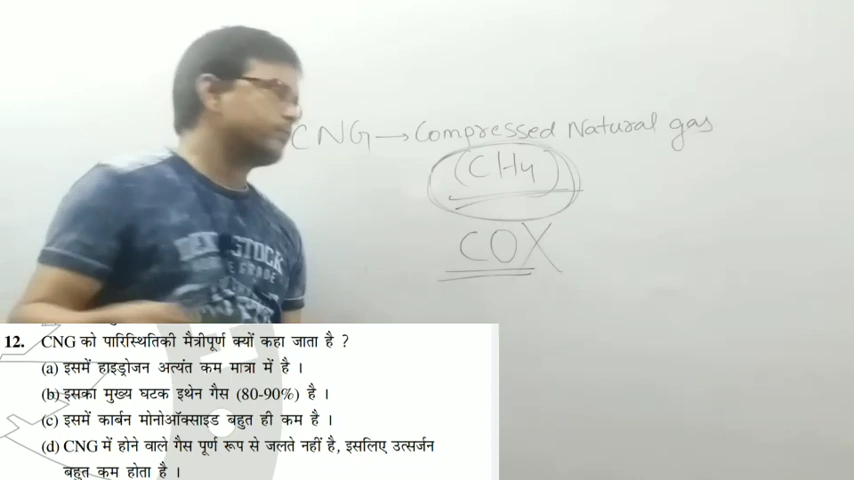 CNG → Compressed Natural gas
(CH4)
COX
12. CNG को पारिस्थितिकी मैत्रीपूर्ण क्यों कहा जाता है ?
(a) इसमें हाइड्रोजन अत्यंत कम मात्रा में है ।
(b) इसका मुख्य घटक इथेन गैस (80-90%) है ।
(c) इसमें कार्बन मोनोऑक्साइड बहुत ही कम है ।
(d) CNG में होने वाले गैस पूर्ण रूप से जलते नहीं है, इसलिए उत्सर्जन
बहुत कम होता है ।